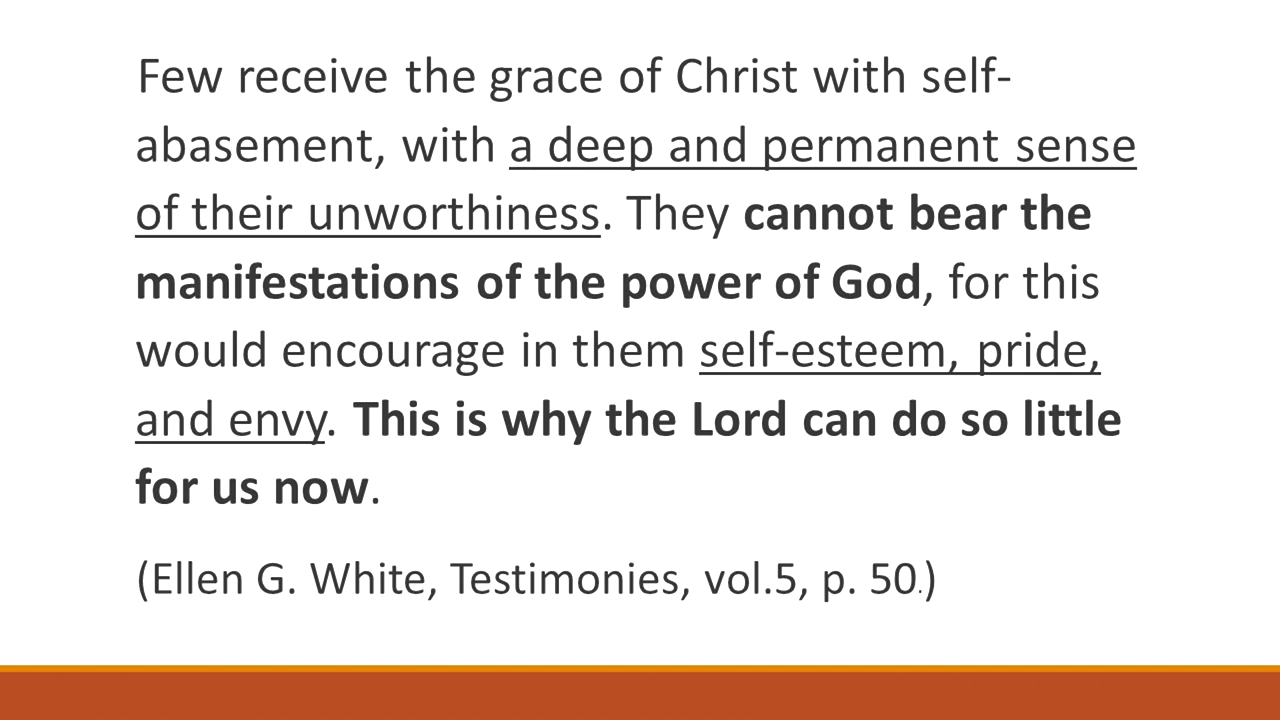 Few receive the grace of Christ with self-
abasement, with a deep and permanent sense
of their unworthiness. They cannot bear the
manifestations of the power of God, for this
would encourage in them self-esteem, pride,
and envy. This is why the Lord can do so little
for us now.
(Ellen G. White, Testimonies, vol.5, p. 50.)